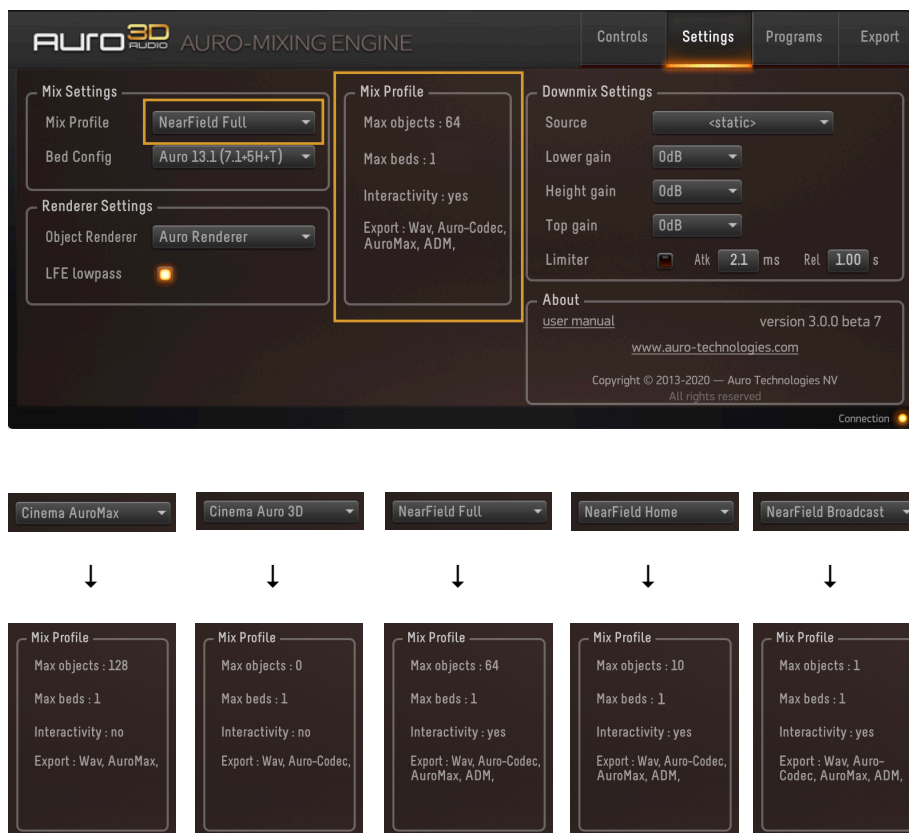 AURO 3D AUDIO AURO-MIXING ENGINE
Controls Settings Programs Export
Mix Settings
Mix Profile NearField Full
Bed Config Auro 13.1 (7.1+5H+T)
Renderer Settings
Object Renderer Auro Renderer
LFE lowpass
Mix Profile
Max objects : 64
Max beds : 1
Interactivity : yes
Export : Wav, Auro-Codec,
AuroMax, ADM,
Downmix Settings
Source <static>
Lower gain 0dB
Height gain 0dB
Top gain 0dB
Limiter Atk 2.1 ms Rel 1.00 s
About
user manual version 3.0.0 beta 7
www.auro-technologies.com
Copyright © 2013-2020 — Auro Technologies NV
All rights reserved
Connection
Cinema AuroMax
Cinema Auro 3D
NearField Full
NearField Home
NearField Broadcast
↓ ↓ ↓ ↓ ↓
Mix Profile
Max objects : 128
Max beds : 1
Interactivity : no
Export : Wav, AuroMax,
Mix Profile
Max objects : 0
Max beds : 1
Interactivity : no
Export : Wav, Auro-Codec,
Mix Profile
Max objects : 64
Max beds : 1
Interactivity : yes
Export : Wav, Auro-Codec,
AuroMax, ADM,
Mix Profile
Max objects : 10
Max beds : 1
Interactivity : yes
Export : Wav, Auro-Codec,
AuroMax, ADM,
Mix Profile
Max objects : 1
Max beds : 1
Interactivity : yes
Export : Wav, Auro-
Codec, AuroMax, ADM,